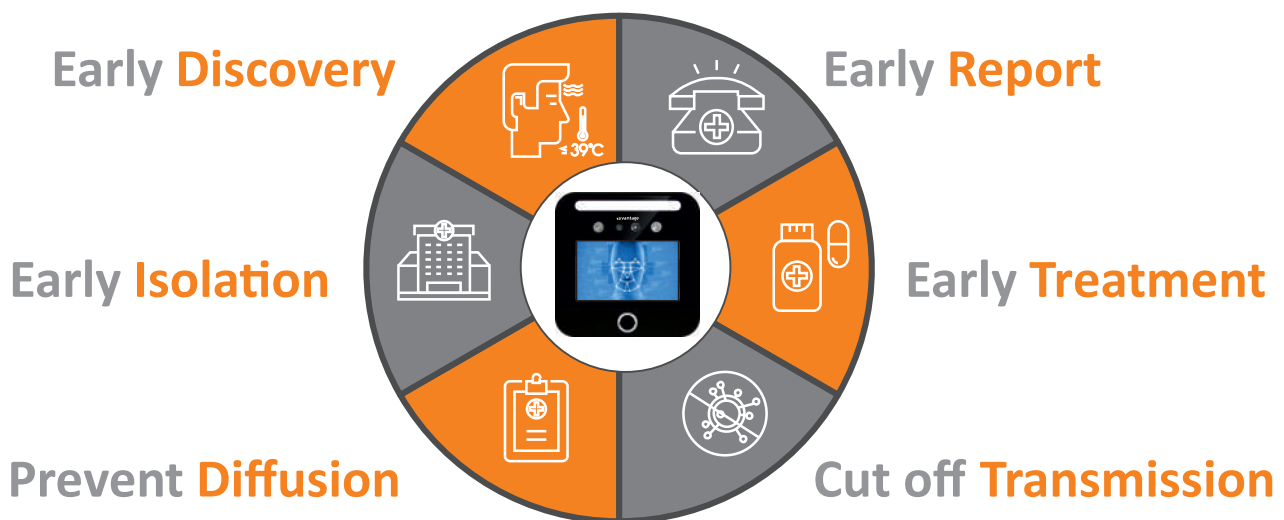 Early Discovery
Early Report
≤ 39°C
Early Isolation
Early Treatment
Prevent Diffusion
Cut off Transmission